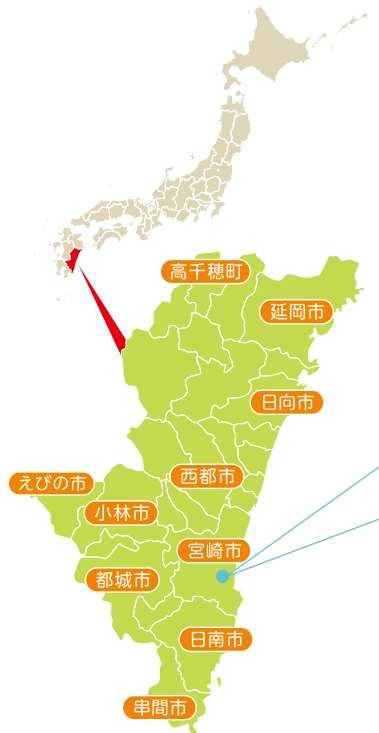 高千穂町
延岡市
日向市
西都市
えびの市
小林市
宮崎市
都城市
日南市
串間市